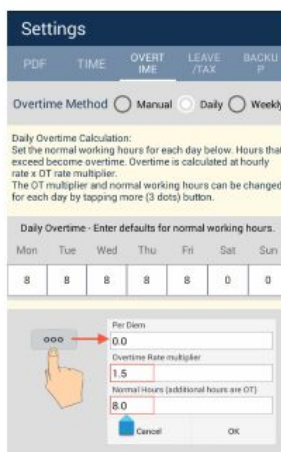 Settings
PDF TIME OVERT IME LEAVE /TAX BACKU P
Overtime Method Manual Daily Weekly
Daily Overtime Calculation:
Set the normal working hours for each day below. Hours that
exceed become overtime. Overtime is calculated at hourly
rate x OT rate multiplier.
The OT multiplier and normal working hours can be changed
for each day by tapping more (3 dots) button.
Daily Overtime - Enter defaults for normal working hours.
Mon Tue Wed Thu Fri Sat Sun
8 8 8 8 8 0 0
Per Diem
0.0
Overtime Rate multiplier
1.5
Normal Hours (additional hours are OT)
8.0
Cancel OK